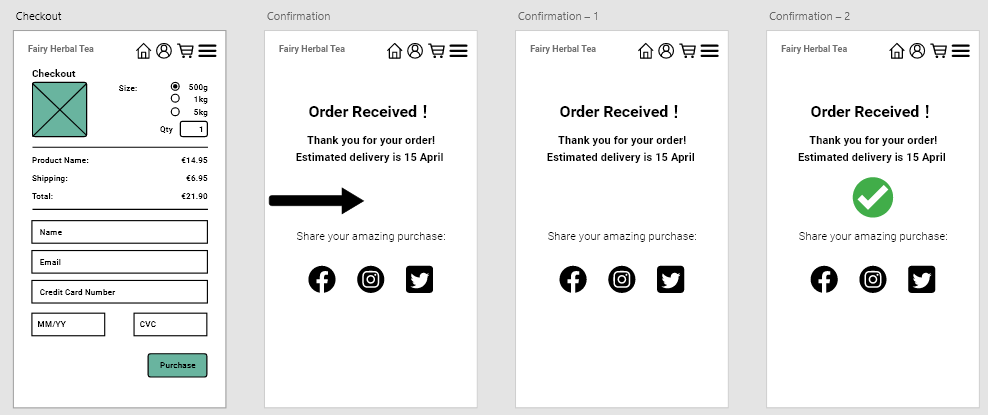 Checkout
Fairy Herbal Tea
Checkout
Size:
500g
1kg
5kg
Qty 1
Product Name: €14.95
Shipping: €6.95
Total: €21.90
Name
Email
Credit Card Number
MM/YY CVC
Purchase
Confirmation
Fairy Herbal Tea
Order Received !
Thank you for your order!
Estimated delivery is 15 April
Share your amazing purchase:
Confirmation – 1
Fairy Herbal Tea
Order Received !
Thank you for your order!
Estimated delivery is 15 April
Share your amazing purchase:
Confirmation – 2
Fairy Herbal Tea
Order Received !
Thank you for your order!
Estimated delivery is 15 April
Share your amazing purchase: